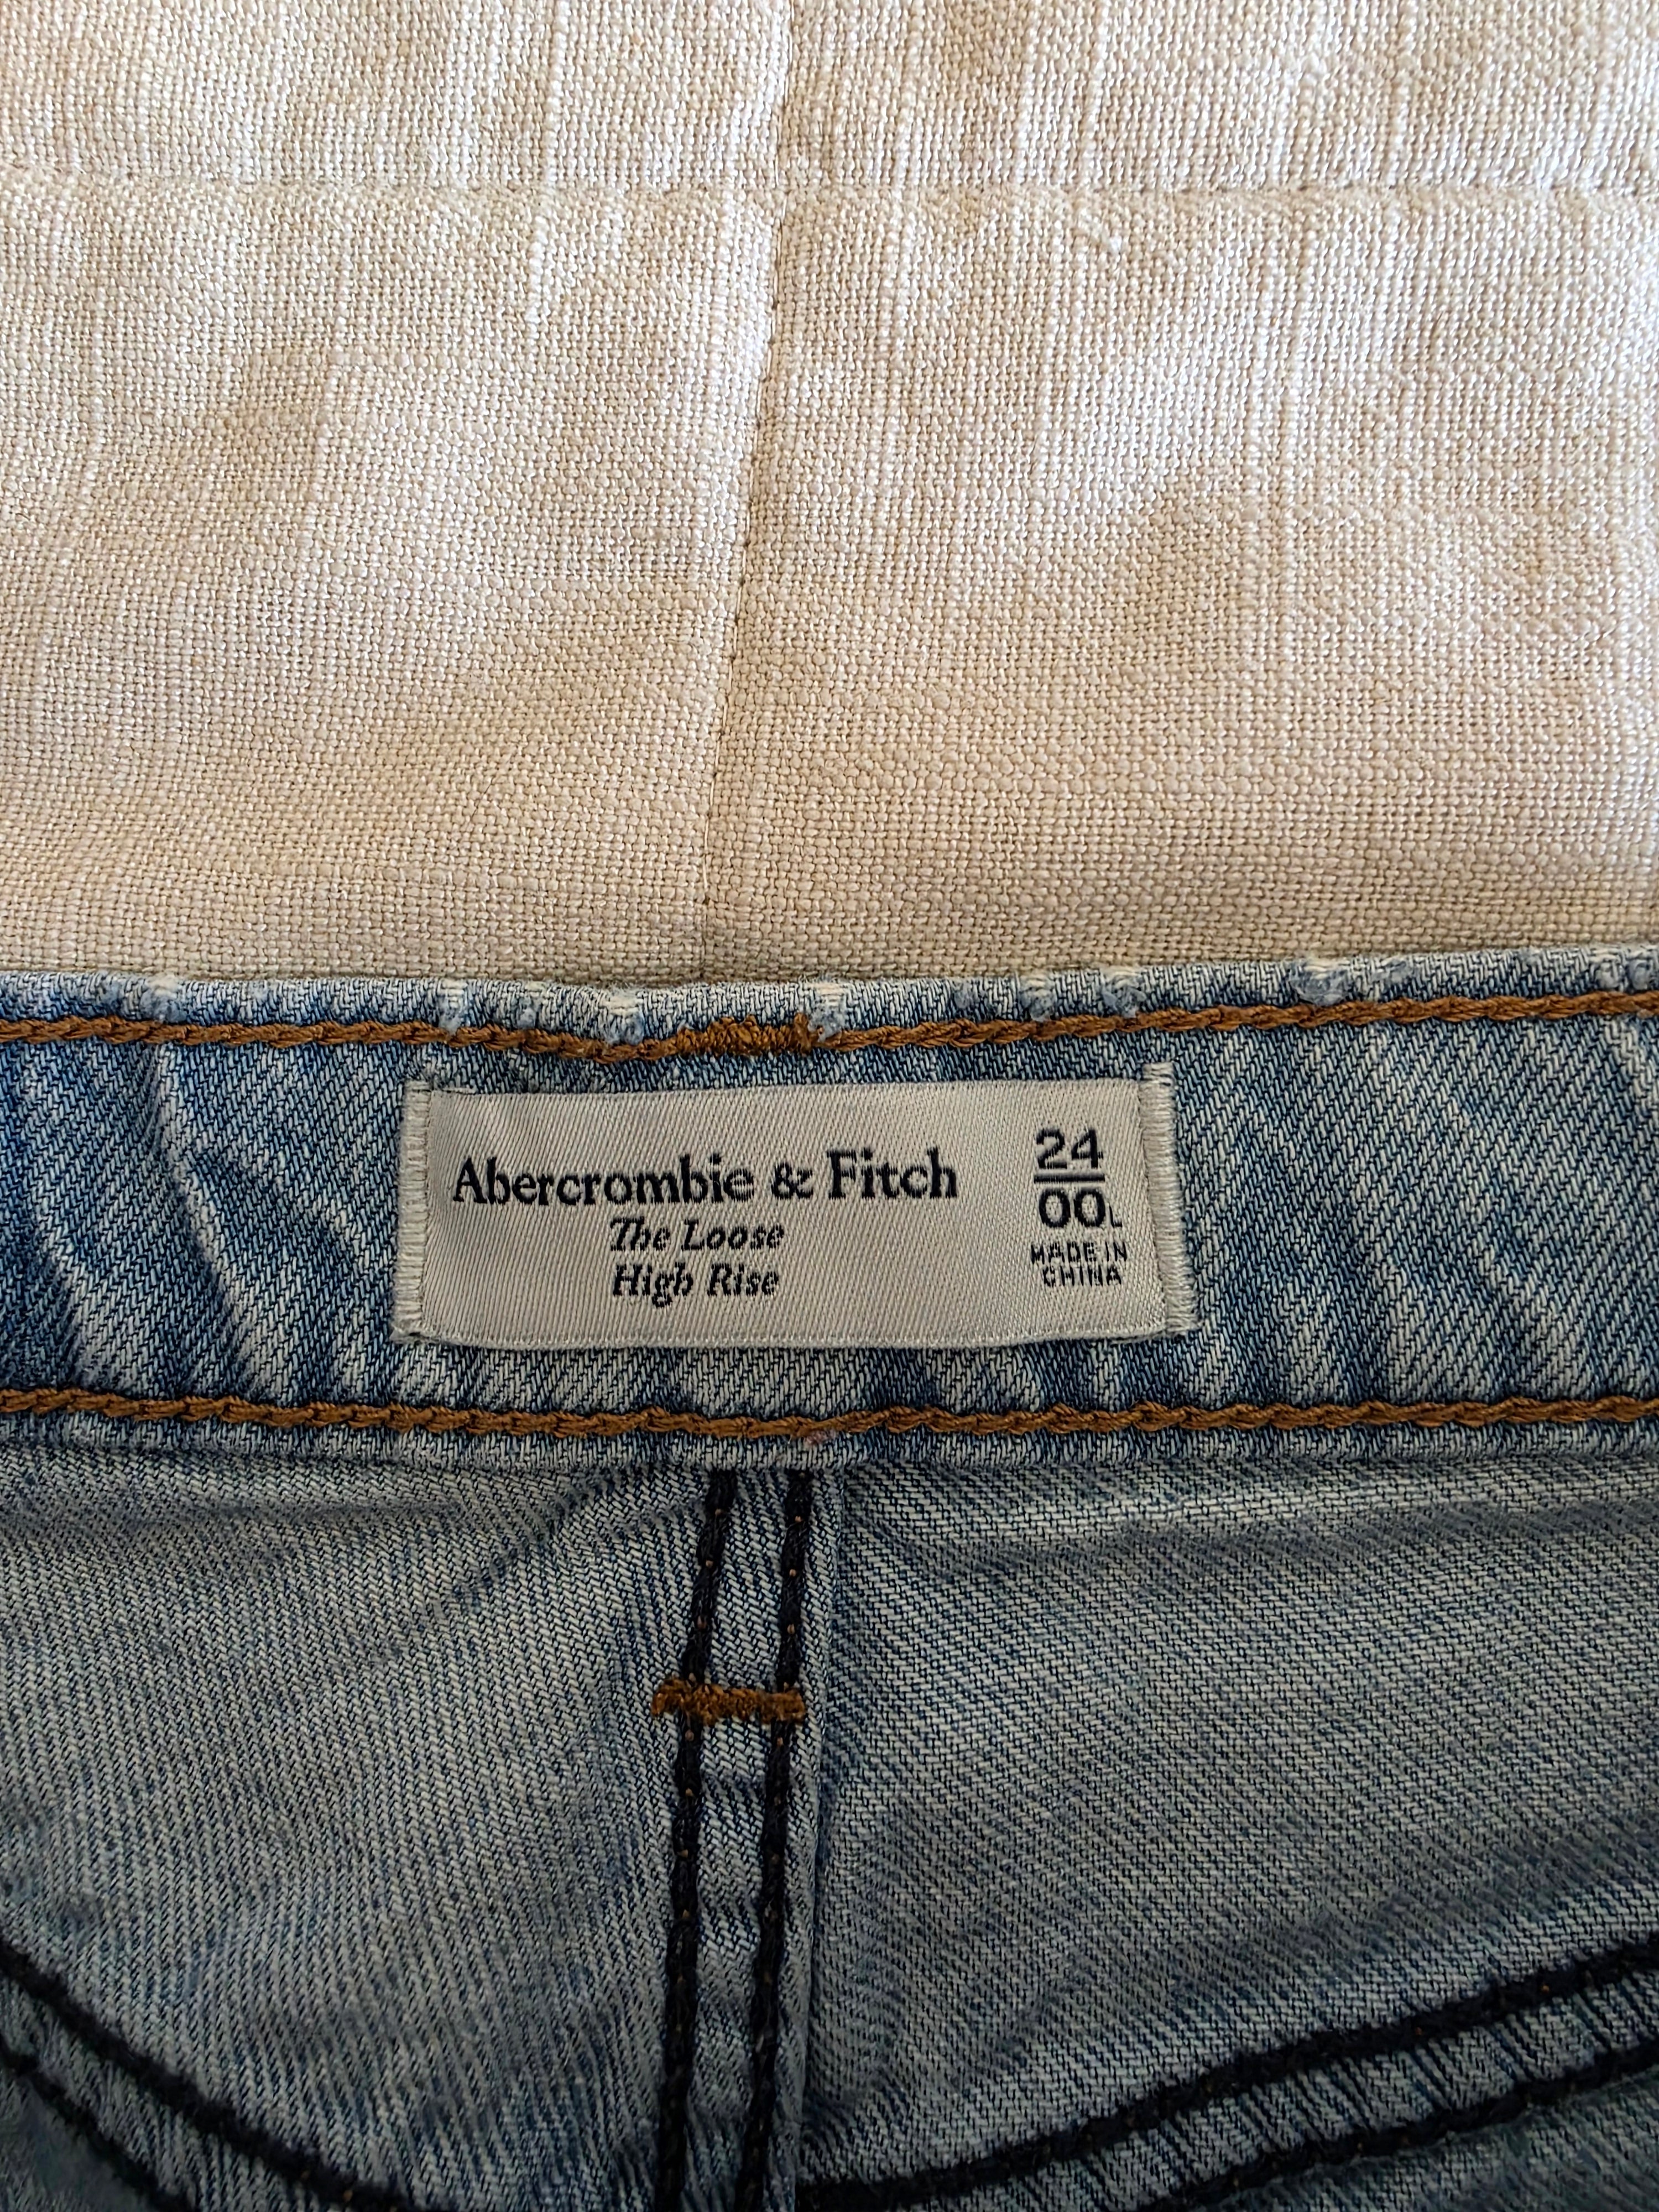 Abercrombie & Fitch
The Loose
High Rise
24
00L
MADE IN
CHINA